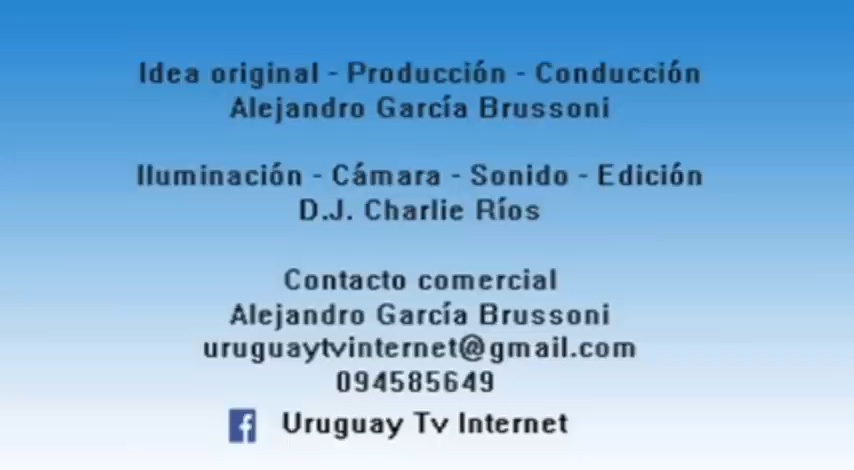 Idea original - Producción - Conducción
Alejandro García Brussoni
Iluminación - Cámara - Sonido - Edición
D.J. Charlie Ríos
Contacto comercial
Alejandro García Brussoni
uruguaytvinternet@gmail.com
094585649
Uruguay Tv Internet